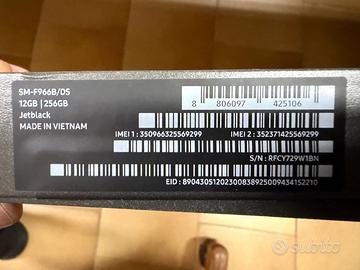 SM-F966B/DS
12GB | 256GB
Jetblack
MADE IN VIETNAM
8 806097 425106
IMEI 1 : 350966325569299
IMEI 2 : 352371425569299
S/N : RFCY729W1BN
EID : 89043051202300838925009434152210
subito